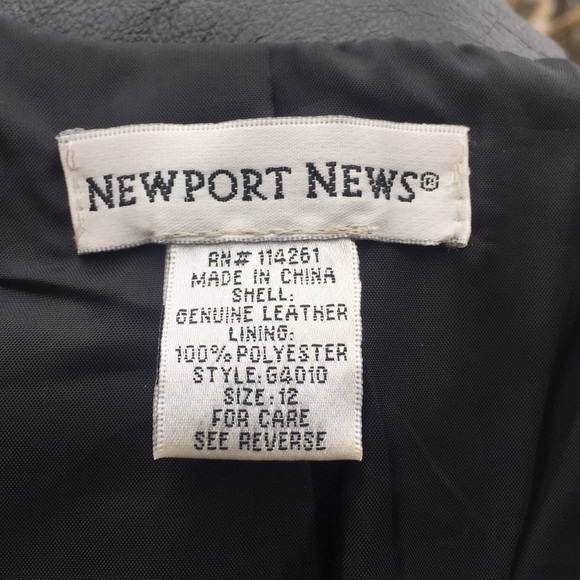 NEWPORT NEWS®
RN# 114261
MADE IN CHINA
SHELL:
GENUINE LEATHER
LINING:
100% POLYESTER
STYLE:G4010
SIZE:12
FOR CARE
SEE REVERSE